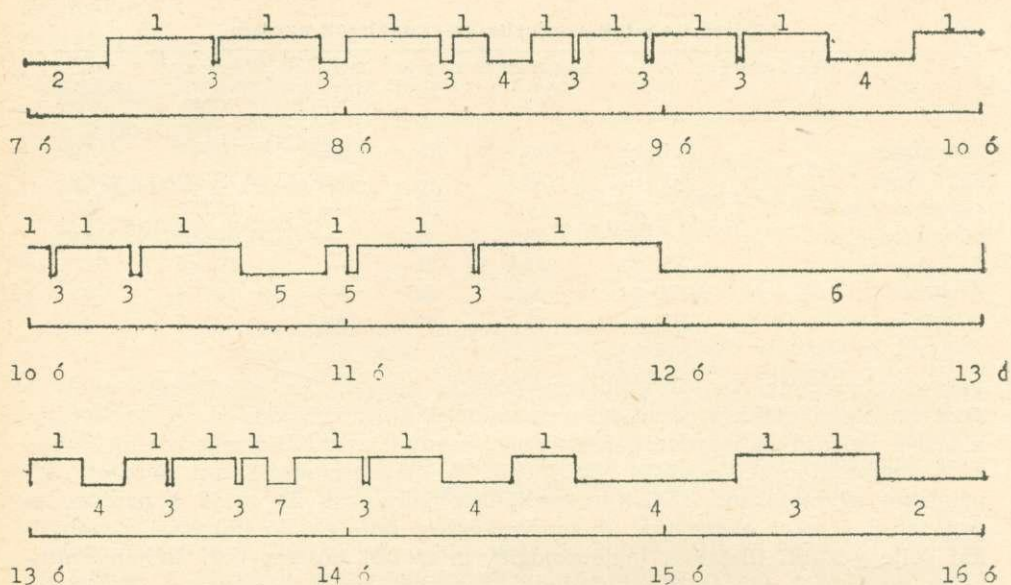 1 1 1 1 1 1 1 1 1
2 3 3 3 4 3 3 3 4
7 ó 8 ó 9 ó 1o ó
1 1 1 1 1 1
3 3 5 5 3 6
1o ó 11 ó 12 ó 13 ó
1 1 1 1 1 1 1 1 1
4 3 3 7 3 4 4 3 2
13 ó 14 ó 15 ó 16 ó